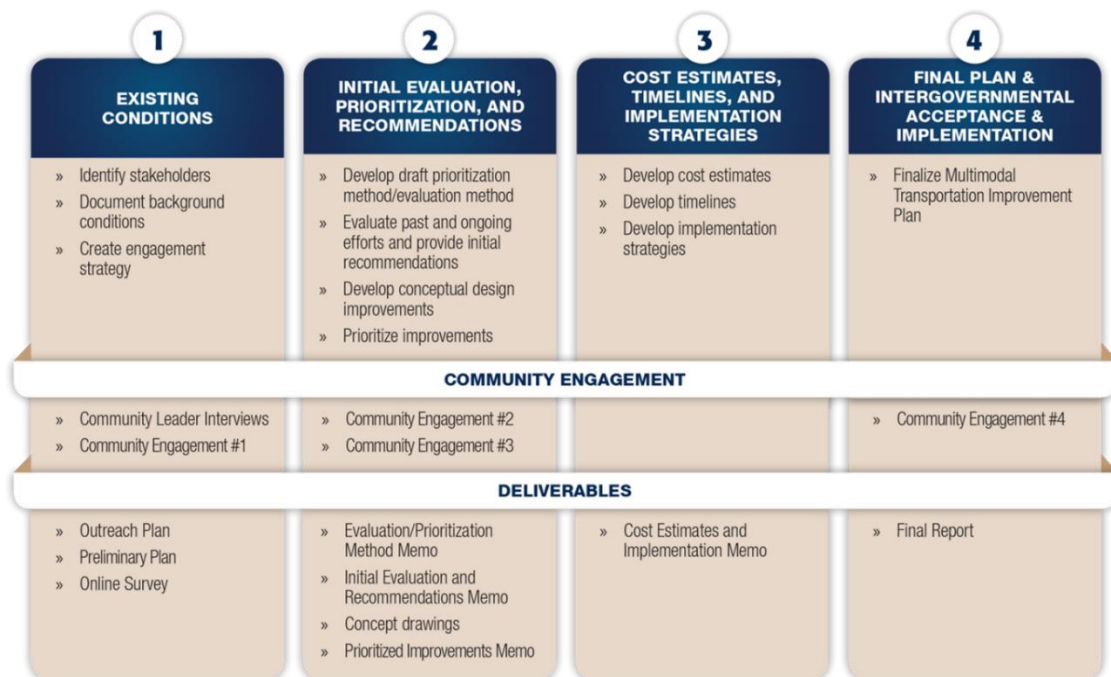 1
EXISTING
CONDITIONS
» Identify stakeholders
» Document background
conditions
» Create engagement
strategy
2
INITIAL EVALUATION,
PRIORITIZATION, AND
RECOMMENDATIONS
» Develop draft prioritization
method/evaluation method
» Evaluate past and ongoing
efforts and provide initial
recommendations
» Develop conceptual design
improvements
» Prioritize improvements
3
COST ESTIMATES,
TIMELINES, AND
IMPLEMENTATION
STRATEGIES
» Develop cost estimates
» Develop timelines
» Develop implementation
strategies
4
FINAL PLAN &
INTERGOVERNMENTAL
ACCEPTANCE &
IMPLEMENTATION
» Finalize Multimodal
Transportation Improvement
Plan
COMMUNITY ENGAGEMENT
» Community Leader Interviews
» Community Engagement #1
» Community Engagement #2
» Community Engagement #3
» Community Engagement #4
DELIVERABLES
» Outreach Plan
» Preliminary Plan
» Online Survey
» Evaluation/Prioritization
Method Memo
» Initial Evaluation and
Recommendations Memo
» Concept drawings
» Prioritized Improvements Memo
» Cost Estimates and
Implementation Memo
» Final Report